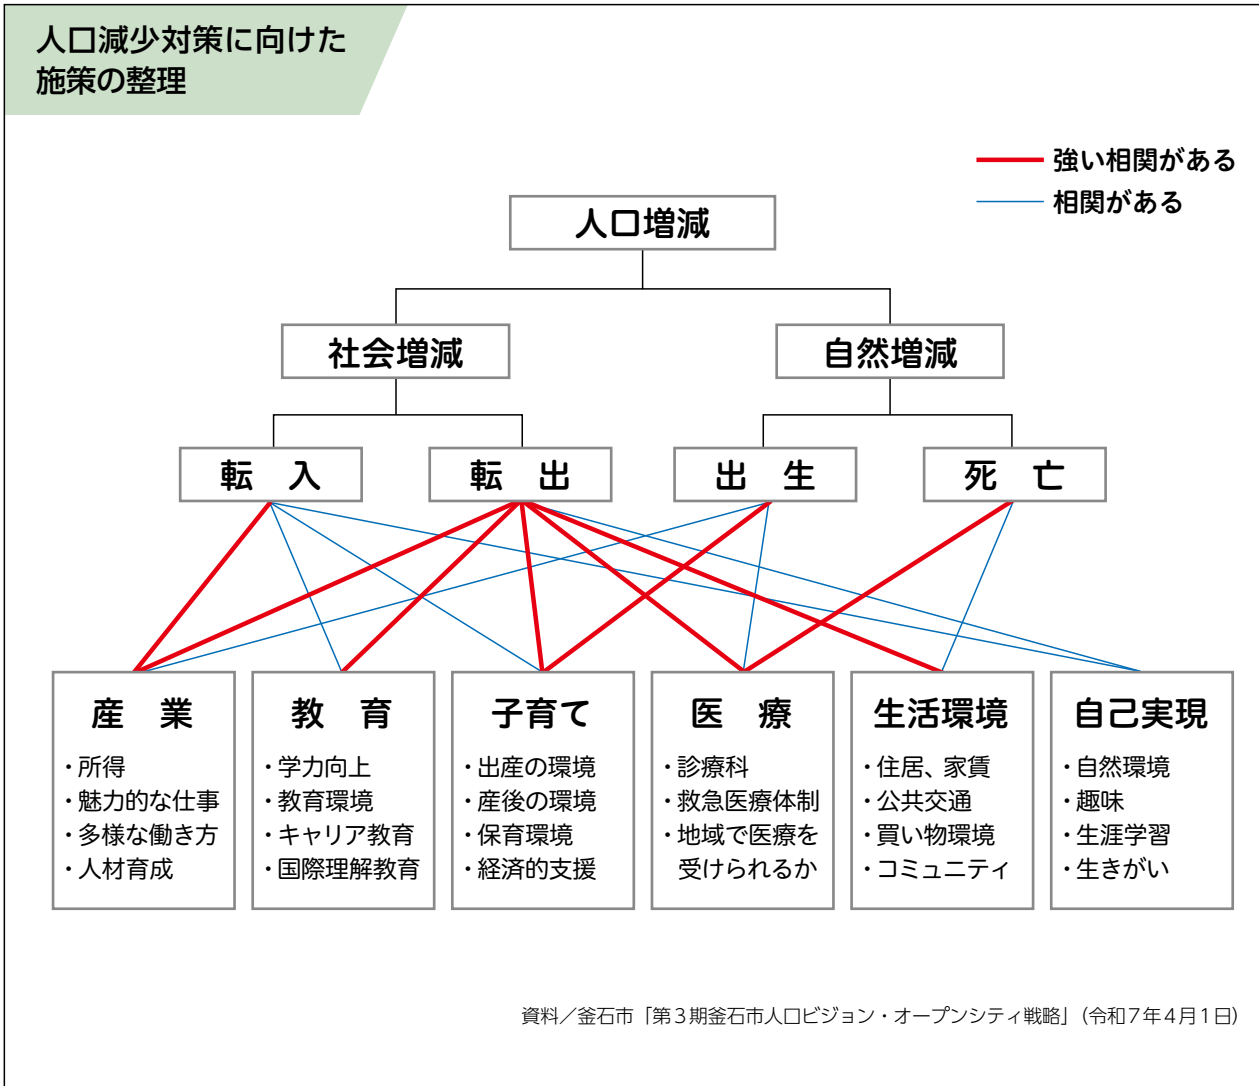 人口減少対策に向けた
施策の整理
強い相関がある
相関がある
人口増減
社会増減
自然増減
転　入
転　出
出　生
死　亡
産　業
・所得
・魅力的な仕事
・多様な働き方
・人材育成
教　育
・学力向上
・教育環境
・キャリア教育
・国際理解教育
子育て
・出産の環境
・産後の環境
・保育環境
・経済的支援
医　療
・診療科
・救急医療体制
・地域で医療を
受けられるか
生活環境
・住居、家賃
・公共交通
・買い物環境
・コミュニティ
自己実現
・自然環境
・趣味
・生涯学習
・生きがい
資料／釜石市「第３期釜石市人口ビジョン・オープンシティ戦略」（令和７年４月１日）